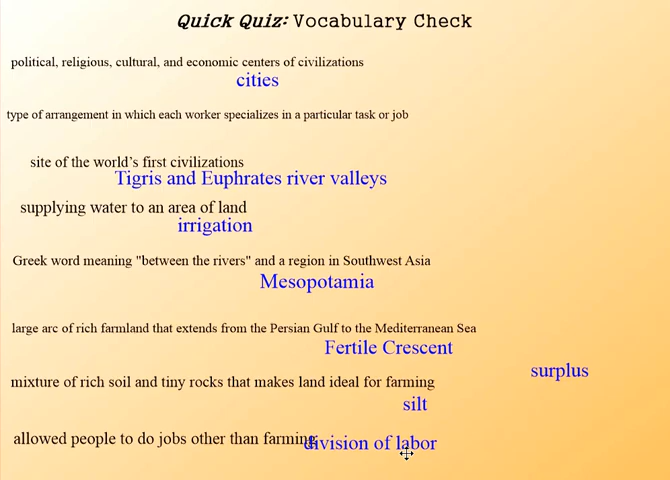 Quick Quiz: Vocabulary Check
political, religious, cultural, and economic centers of civilizations
cities
type of arrangement in which each worker specializes in a particular task or job
site of the world's first civilizations
Tigris and Euphrates river valleys
supplying water to an area of land
irrigation
Greek word meaning "between the rivers" and a region in Southwest Asia
Mesopotamia
large arc of rich farmland that extends from the Persian Gulf to the Mediterranean Sea
Fertile Crescent
surplus
mixture of rich soil and tiny rocks that makes land ideal for farming
silt
allowed people to do jobs other than farming
division of labor